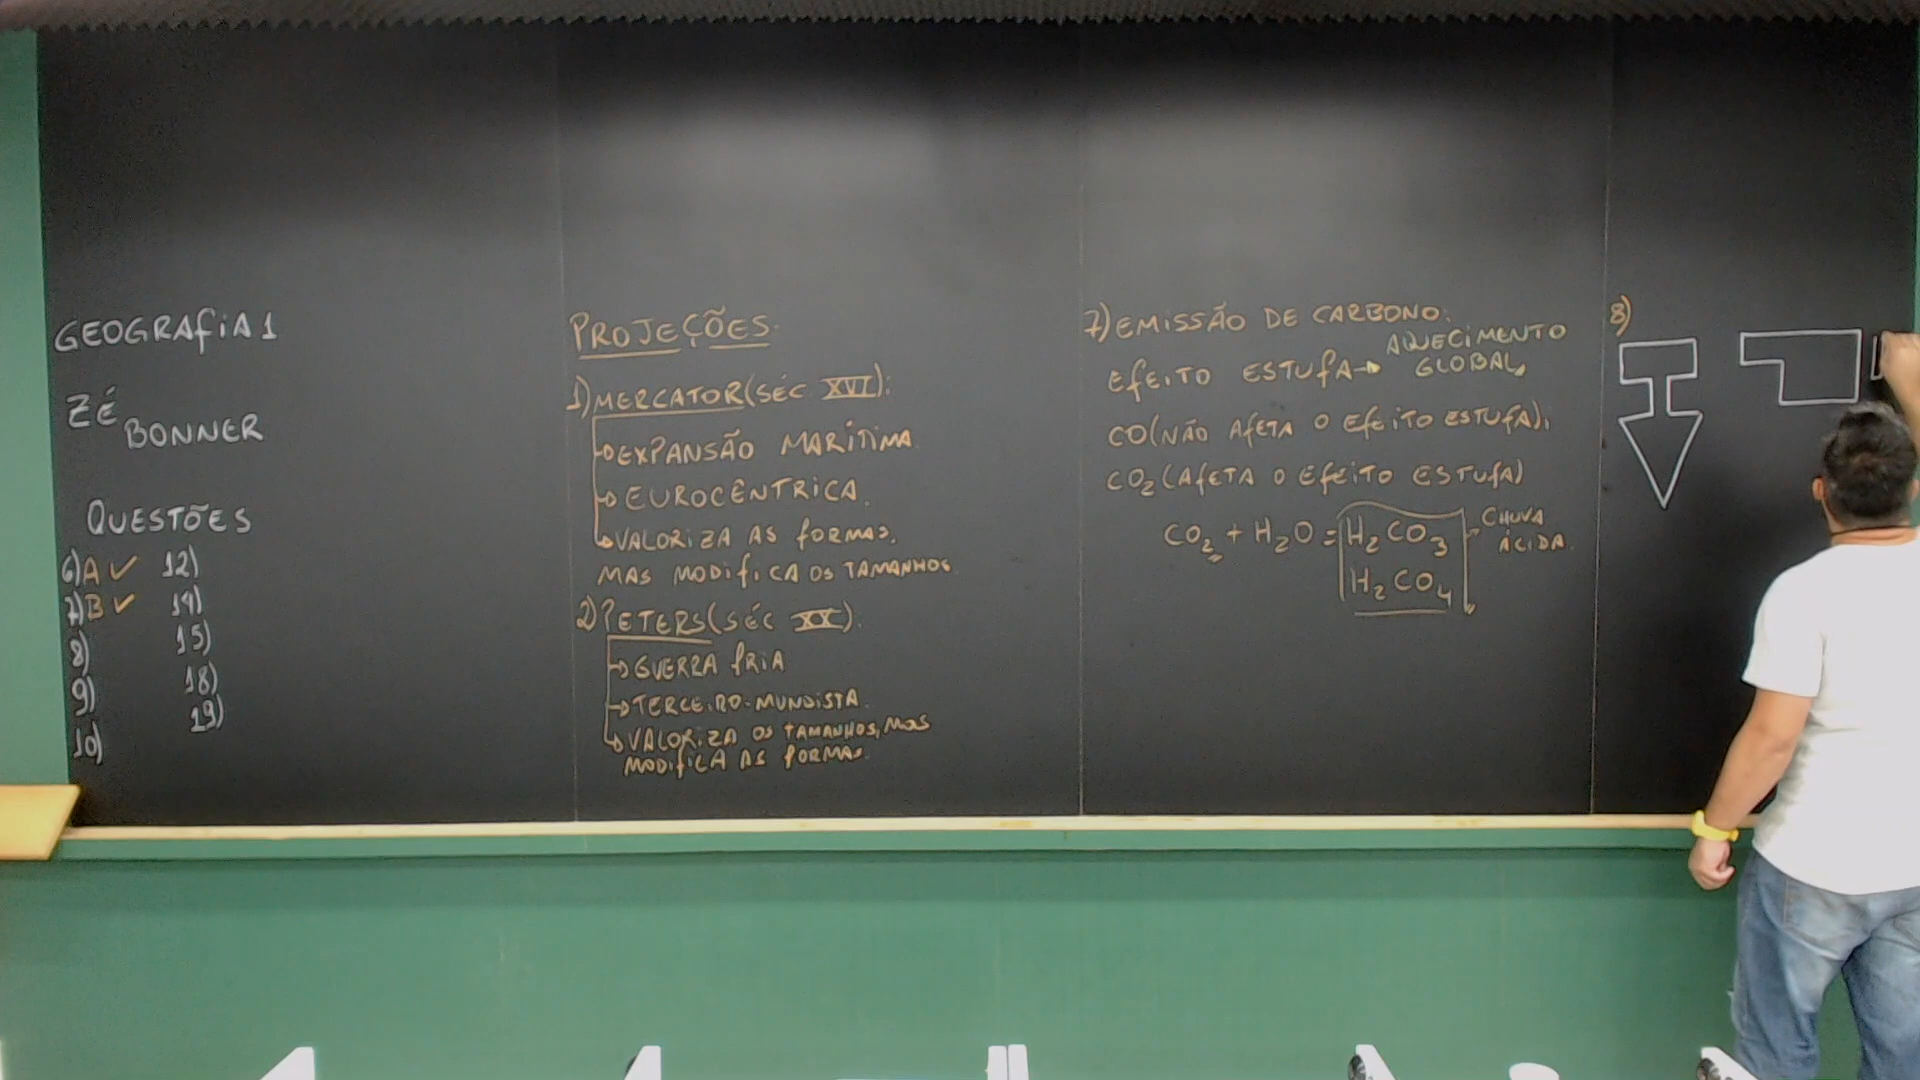 GEOGRAFIA 1
ZÉ
BONNER
QUESTÕES
6) A ✓ 12)
7) B ✓ 14)
8) 15)
9) 18)
10) 19)
PROJEÇÕES:
1) MERCATOR (SÉC XVI):
→ EXPANSÃO MARÍTIMA
→ EUROCÊNTRICA.
→ VALORIZA AS FORMAS,
MAS MODIFICA OS TAMANHOS
2) PETERS (SÉC XX):
→ GUERRA FRIA
→ TERCEIRO-MUNDISTA.
→ VALORIZA OS TAMANHOS, MAS
MODIFICA AS FORMAS.
7) EMISSÃO DE CARBONO:
EFEITO ESTUFA → AQUECIMENTO
GLOBAL,
CO (NÃO AFETA O EFEITO ESTUFA),
CO₂ (AFETA O EFEITO ESTUFA)
CO₂ + H₂O = H₂CO₃
H₂CO₄
CHUVA
ÁCIDA.
8)